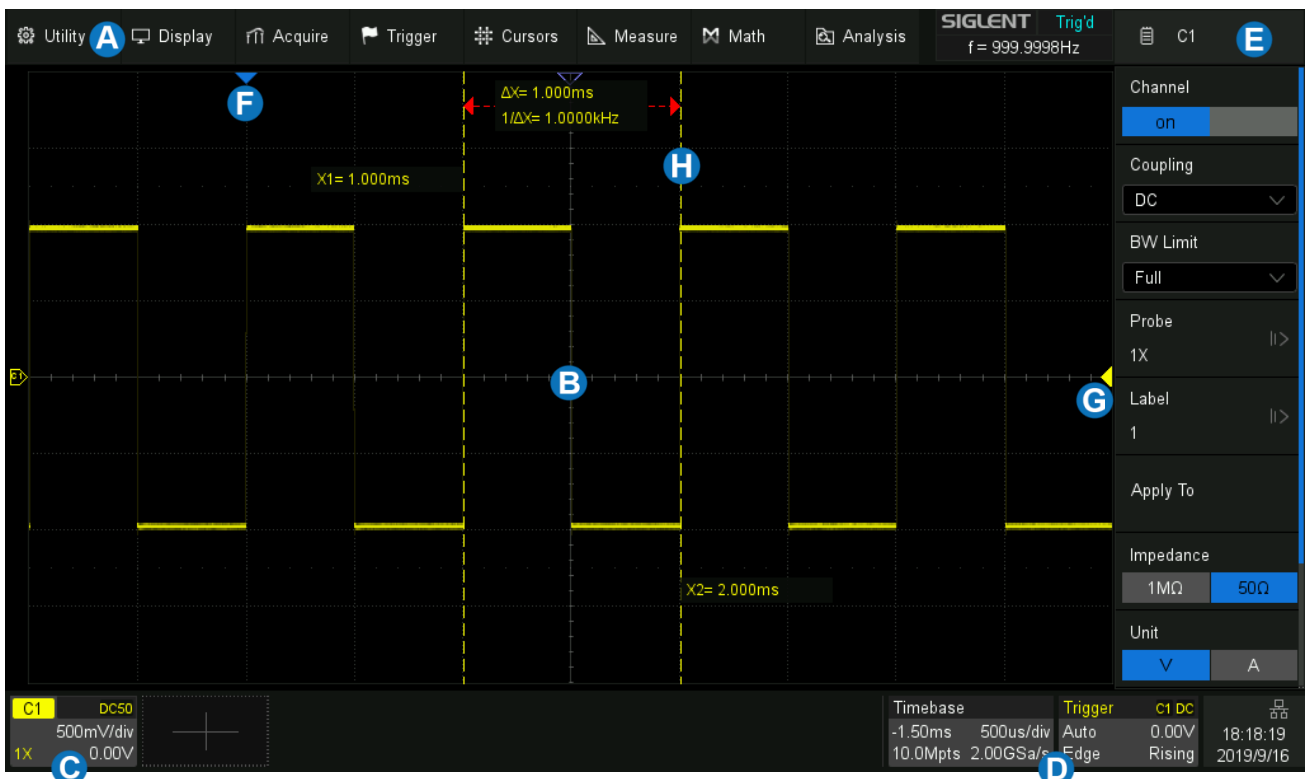 Utility A Display Acquire Trigger Cursors Measure Math Analysis
SIGLENT Trig'd
f = 999.9998Hz
C1 E
F
ΔX= 1.000ms
1/ΔX= 1.0000kHz
H
X1= 1.000ms
C1
B
G
X2= 2.000ms
Channel
on
Coupling
DC
BW Limit
Full
Probe
1X
Label
1
Apply To
Impedance
1MΩ 50Ω
Unit
V A
C1 DC50
500mV/div
1X 0.00V
C
Timebase
-1.50ms 500us/div
10.0Mpts 2.00GSa/s
Trigger C1 DC
Auto 0.00V
Edge Rising
D
18:18:19
2019/9/16